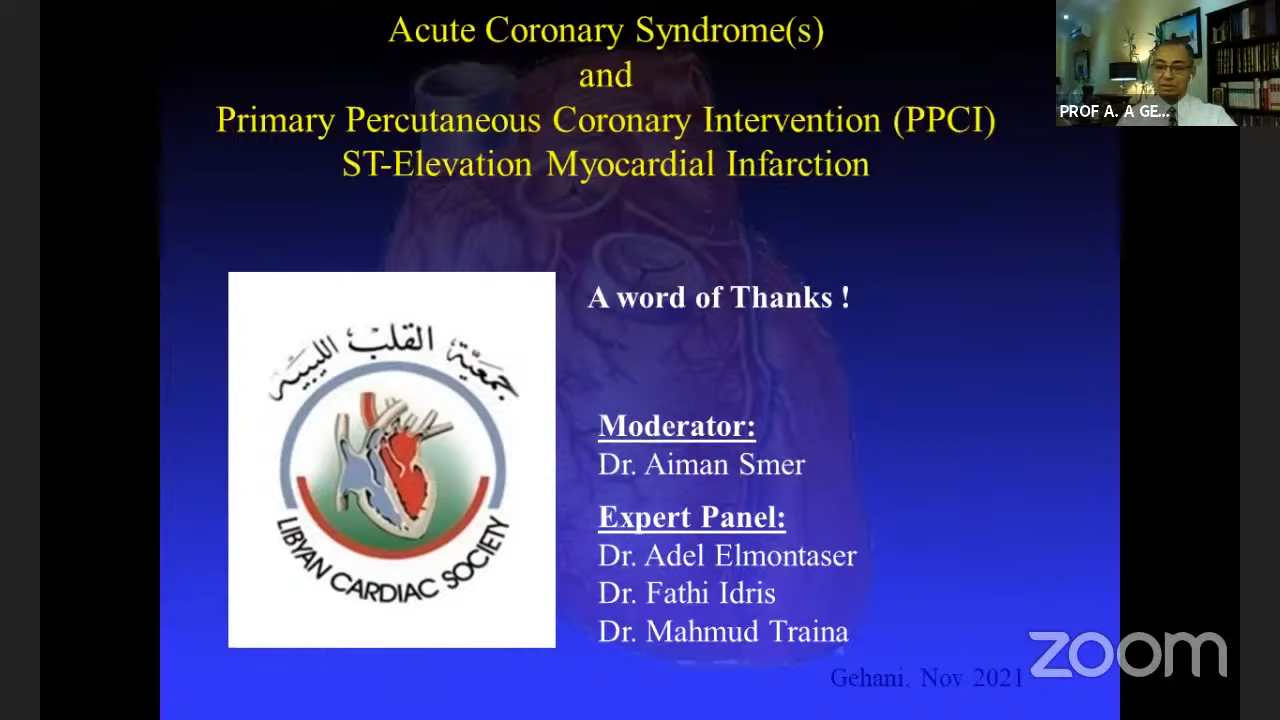 Acute Coronary Syndrome(s)
and
Primary Percutaneous Coronary Intervention (PPCI)
ST-Elevation Myocardial Infarction
PROF A. A GE...
A word of Thanks !
جمعية القلب الليبية
LIBYAN CARDIAC SOCIETY
Moderator:
Dr. Aiman Smer
Expert Panel:
Dr. Adel Elmontaser
Dr. Fathi Idris
Dr. Mahmud Traina
Gehani, Nov 2021
zoom